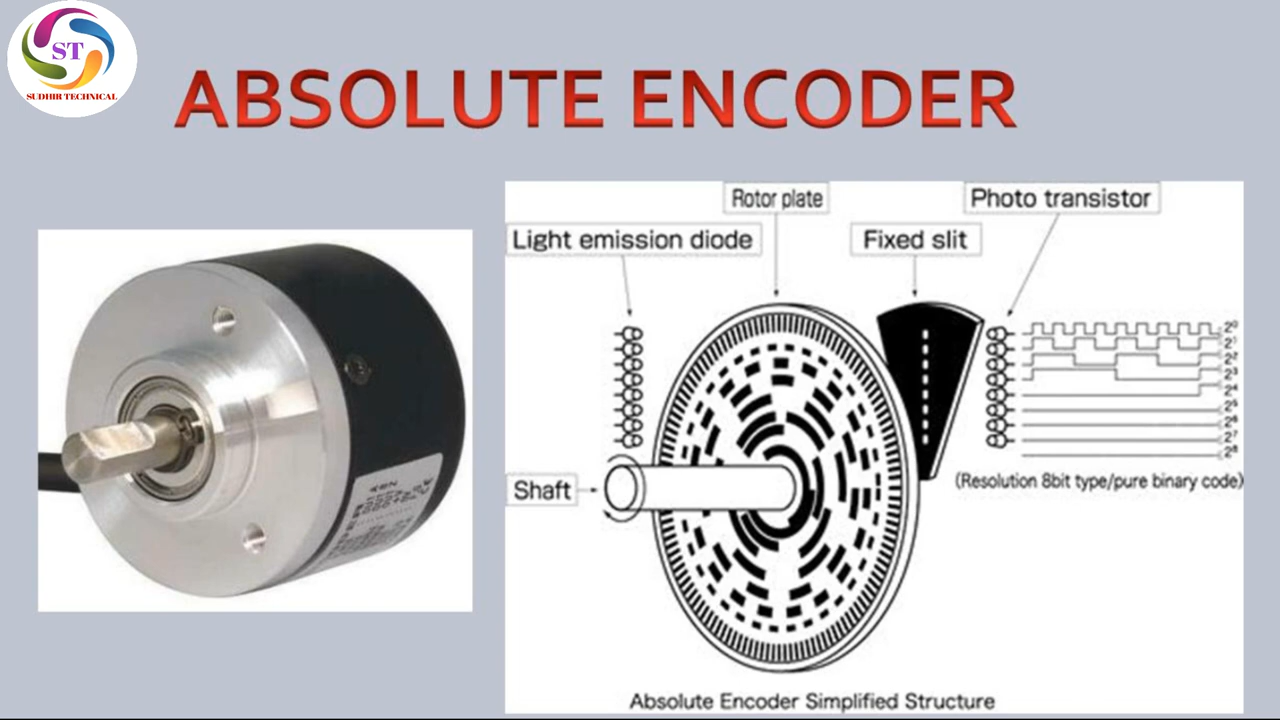 ST
SUDHIR TECHNICAL
ABSOLUTE ENCODER
Rotor plate
Photo transistor
Light emission diode
Fixed slit
2⁰
2¹
2²
2³
2⁴
2⁵
2⁶
2⁷
2⁸
Shaft
(Resolution 8bit type/pure binary code)
Absolute Encoder Simplified Structure